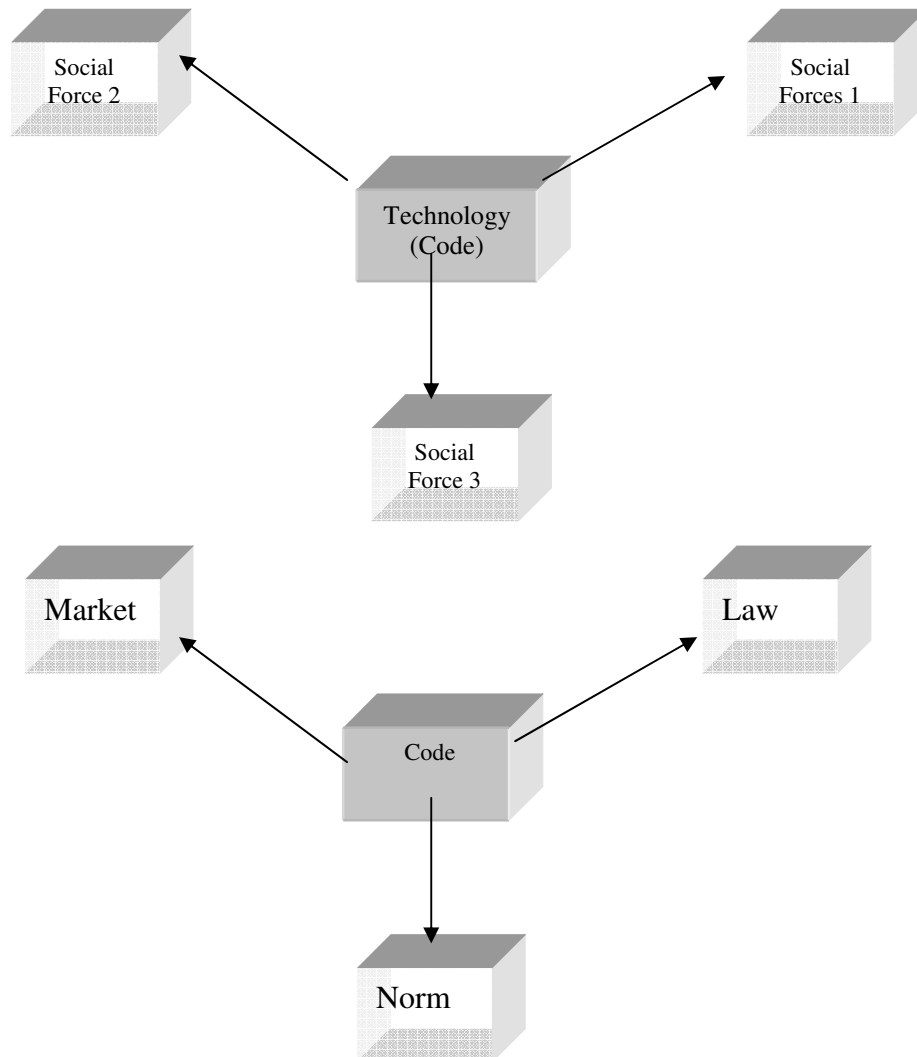 Social
Force 2
Social
Forces 1
Technology
(Code)
Social
Force 3
Market
Law
Code
Norm